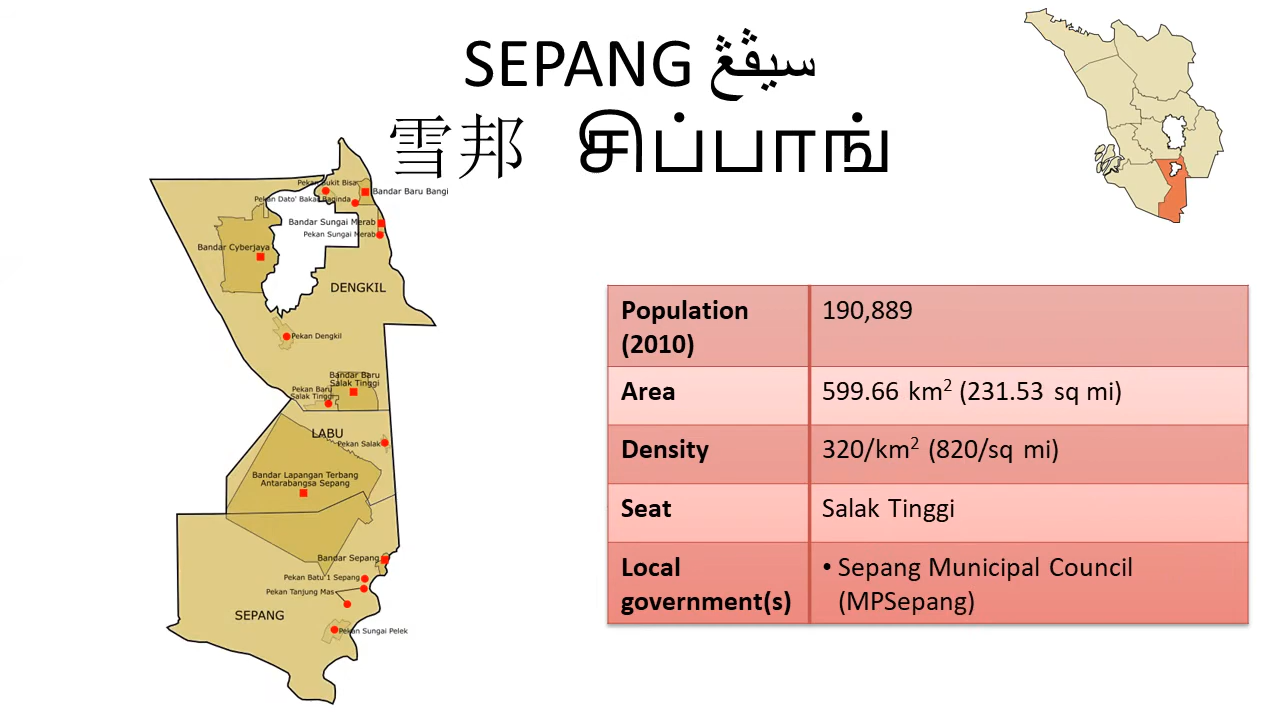 SEPANG سيڤڠ
雪邦 சிப்பாங்
Pekan Bukit Bisa
Bandar Baru Bangi
Pekan Dato' Bakar Baginda
Bandar Sungai Merab
Pekan Sungai Merab
Bandar Cyberjaya
DENGKIL
Pekan Dengkil
Bandar Baru
Salak Tinggi
Pekan Baru
Salak Tinggi
LABU
Pekan Salak
Bandar Lapangan Terbang
Antarabangsa Sepang
Bandar Sepang
Pekan Batu 1 Sepang
Pekan Tanjung Mas
SEPANG
Pekan Sungai Pelek
Population 190,889
(2010)
Area 599.66 km² (231.53 sq mi)
Density 320/km² (820/sq mi)
Seat Salak Tinggi
Local • Sepang Municipal Council
government(s) (MPSepang)